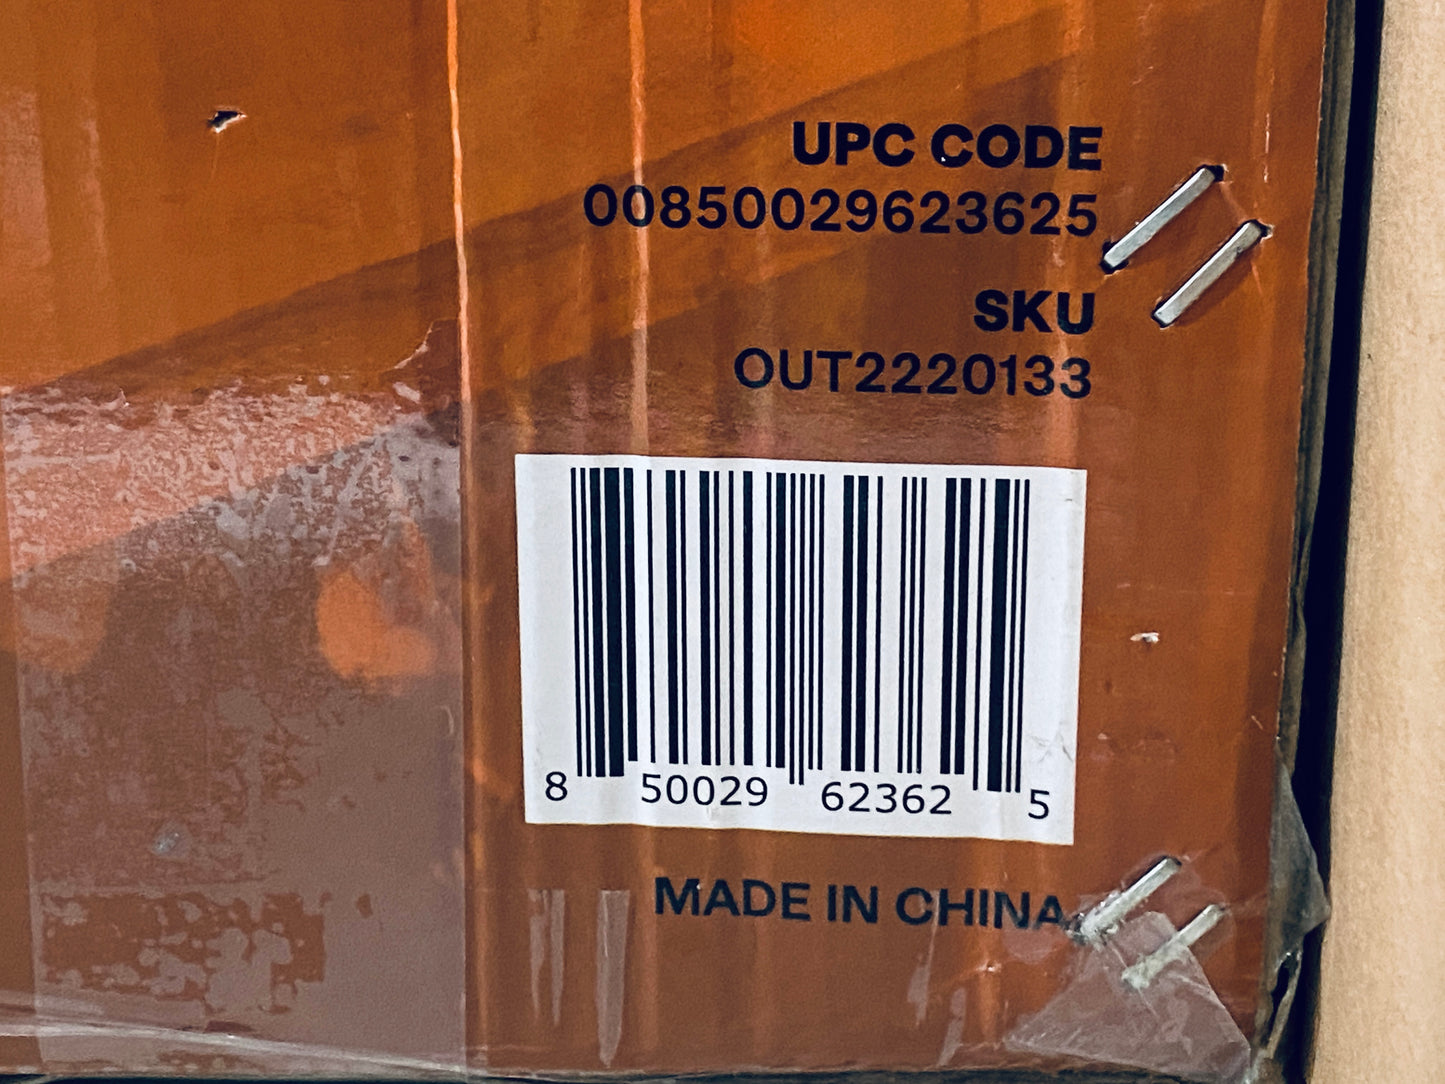 UPC CODE
00850029623625
SKU
OUT2220133
8 50029 62362 5
MADE IN CHINA